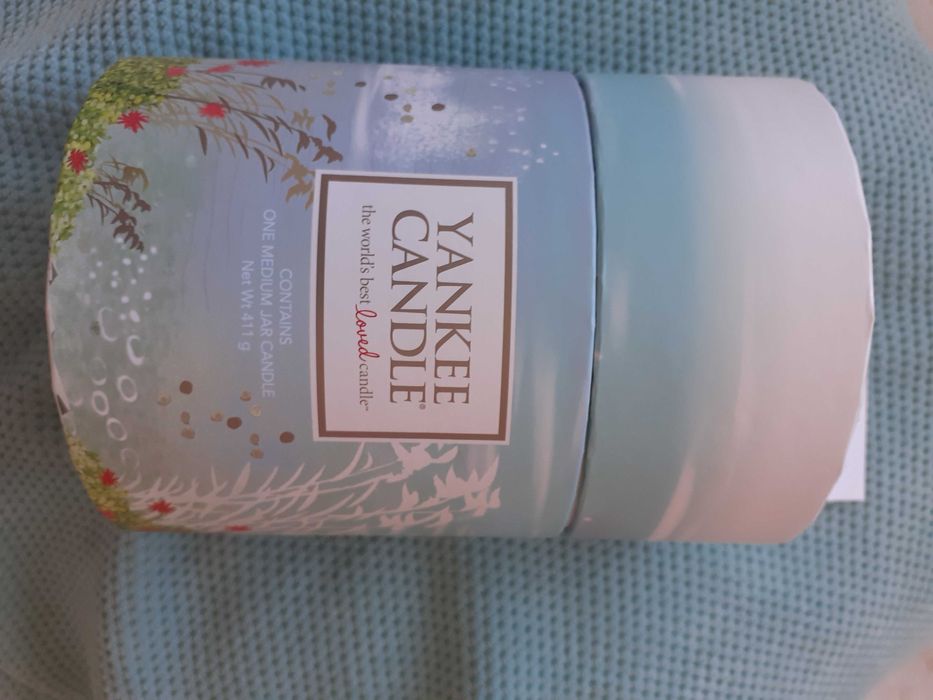 YANKEE
CANDLE®
the world's best loved candle™
CONTAINS
ONE MEDIUM JAR CANDLE
Net Wt 411 g